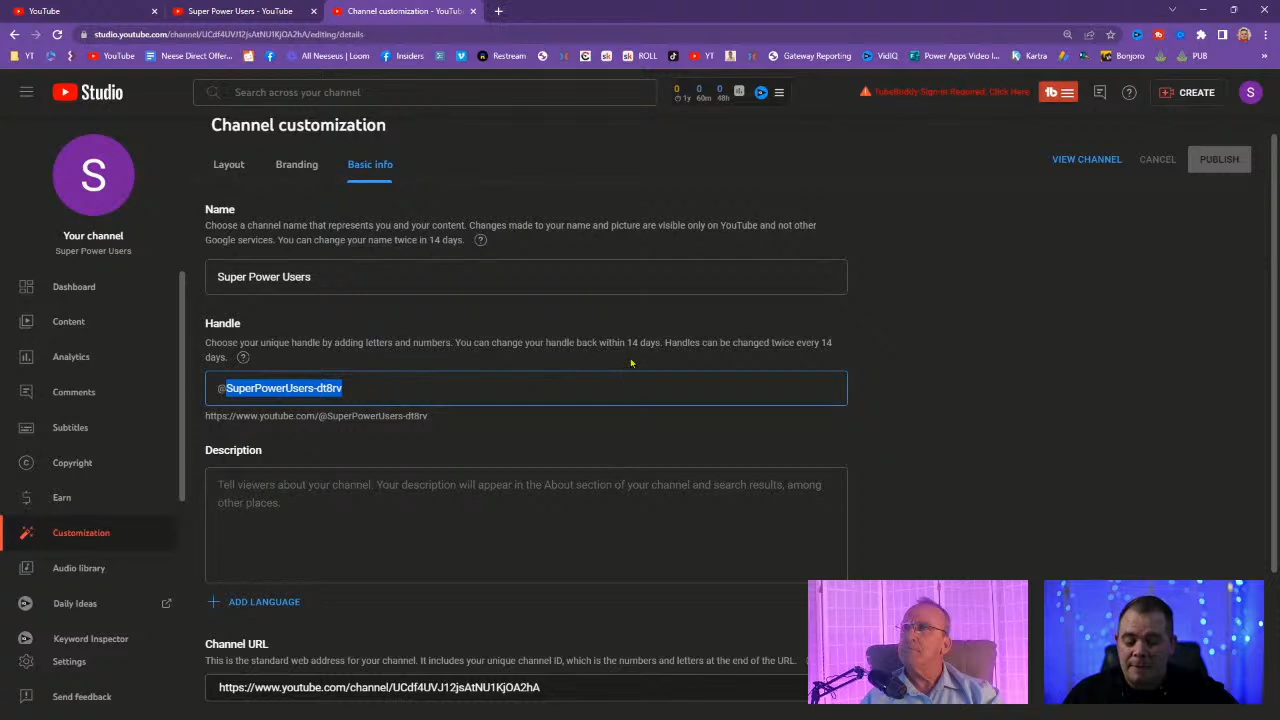 YouTube
Super Power Users - YouTube
Channel customization - YouTube
studio.youtube.com/channel/UCdf4UVJ12jsAtNU1KjOA2hA/editing/details
YT
YouTube
Neese Direct Offer...
All Neeseus | Loom
Insiders
Restream
ROLL
YT
Gateway Reporting
VidIQ
Power Apps Video I...
Kartra
Bonjoro
PUB
Studio
Search across your channel
0 0 0
1y 60m 48h
TubeBuddy Sign-in Required, Click Here
tb
CREATE
S
S
Your channel
Super Power Users
Dashboard
Content
Analytics
Comments
Subtitles
Copyright
Earn
Customization
Audio library
Daily Ideas
Keyword Inspector
Settings
Send feedback
Channel customization
Layout
Branding
Basic info
VIEW CHANNEL
CANCEL
PUBLISH
Name
Choose a channel name that represents you and your content. Changes made to your name and picture are visible only on YouTube and not other
Google services. You can change your name twice in 14 days.
Super Power Users
Handle
Choose your unique handle by adding letters and numbers. You can change your handle back within 14 days. Handles can be changed twice every 14
days.
@SuperPowerUsers-dt8rv
https://www.youtube.com/@SuperPowerUsers-dt8rv
Description
Tell viewers about your channel. Your description will appear in the About section of your channel and search results, among
other places.
ADD LANGUAGE
Channel URL
This is the standard web address for your channel. It includes your unique channel ID, which is the numbers and letters at the end of the URL.
https://www.youtube.com/channel/UCdf4UVJ12jsAtNU1KjOA2hA